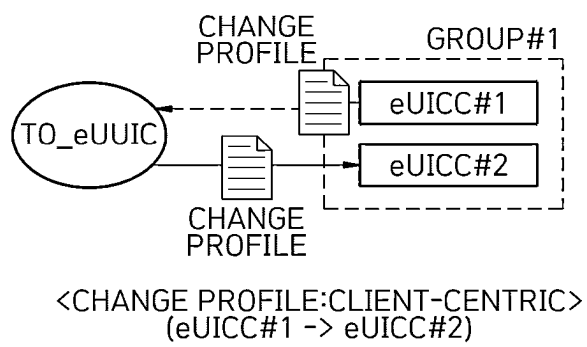 CHANGE
PROFILE
GROUP#1
eUICC#1
TO_eUUIC
eUICC#2
CHANGE
PROFILE
<CHANGE PROFILE:CLIENT-CENTRIC>
(eUICC#1 -> eUICC#2)